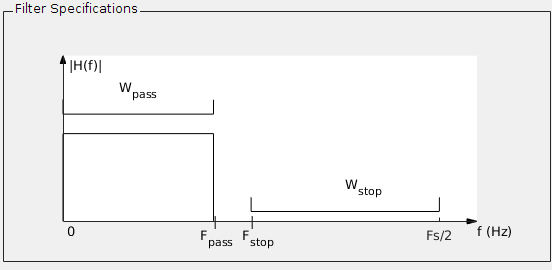 Filter Specifications
|H(f)|
Wpass
Wstop
0 Fpass Fstop Fs/2 f (Hz)